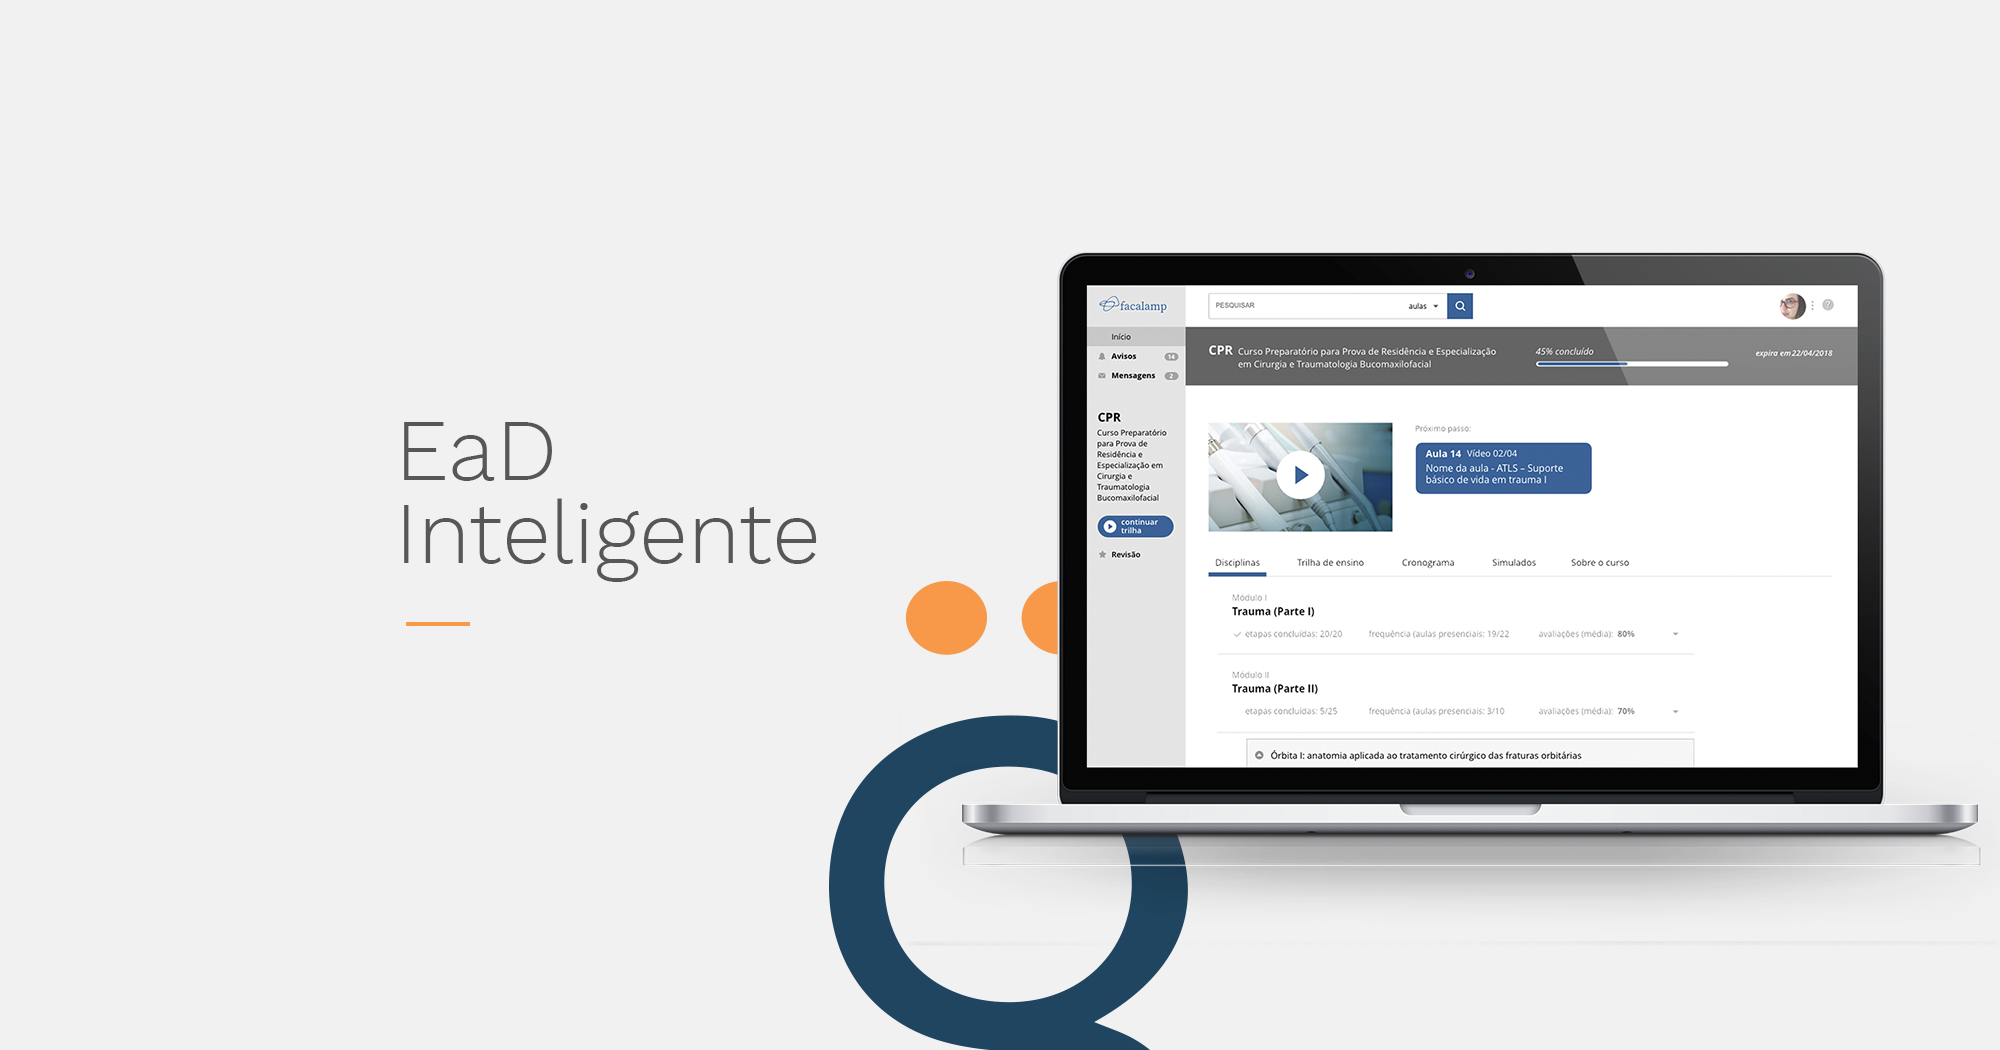 EaD
Inteligente
facalamp
PESQUISAR
aulas
Início
Avisos 14
Mensagens 2
CPR
Curso Preparatório
para Prova de
Residência e
Especialização em
Cirurgia e
Traumatologia
Bucomaxilofacial
continuar
trilha
Revisão
CPR Curso Preparatório para Prova de Residência e Especialização
em Cirurgia e Traumatologia Bucomaxilofacial
45% concluído
expira em 22/04/2018
Próximo passo:
Aula 14 Vídeo 02/04
Nome da aula - ATLS – Suporte
básico de vida em trauma I
Disciplinas Trilha de ensino Cronograma Simulados Sobre o curso
Módulo I
Trauma (Parte I)
etapas concluídas: 20/20 frequência (aulas presenciais: 19/22 avaliações (média): 80%
Módulo II
Trauma (Parte II)
etapas concluídas: 5/25 frequência (aulas presenciais: 3/10 avaliações (média): 70%
Órbita I: anatomia aplicada ao tratamento cirúrgico das fraturas orbitárias